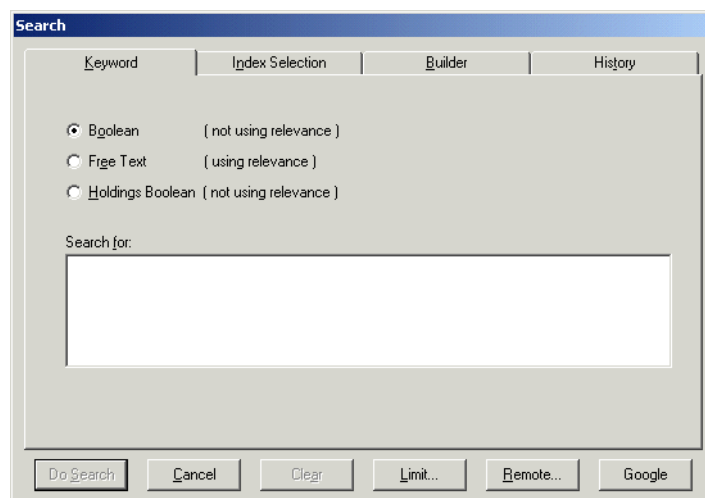 Search
Keyword Index Selection Builder History
Boolean ( not using relevance )
Free Text ( using relevance )
Holdings Boolean ( not using relevance )
Search for:
Do Search Cancel Clear Limit... Remote... Google